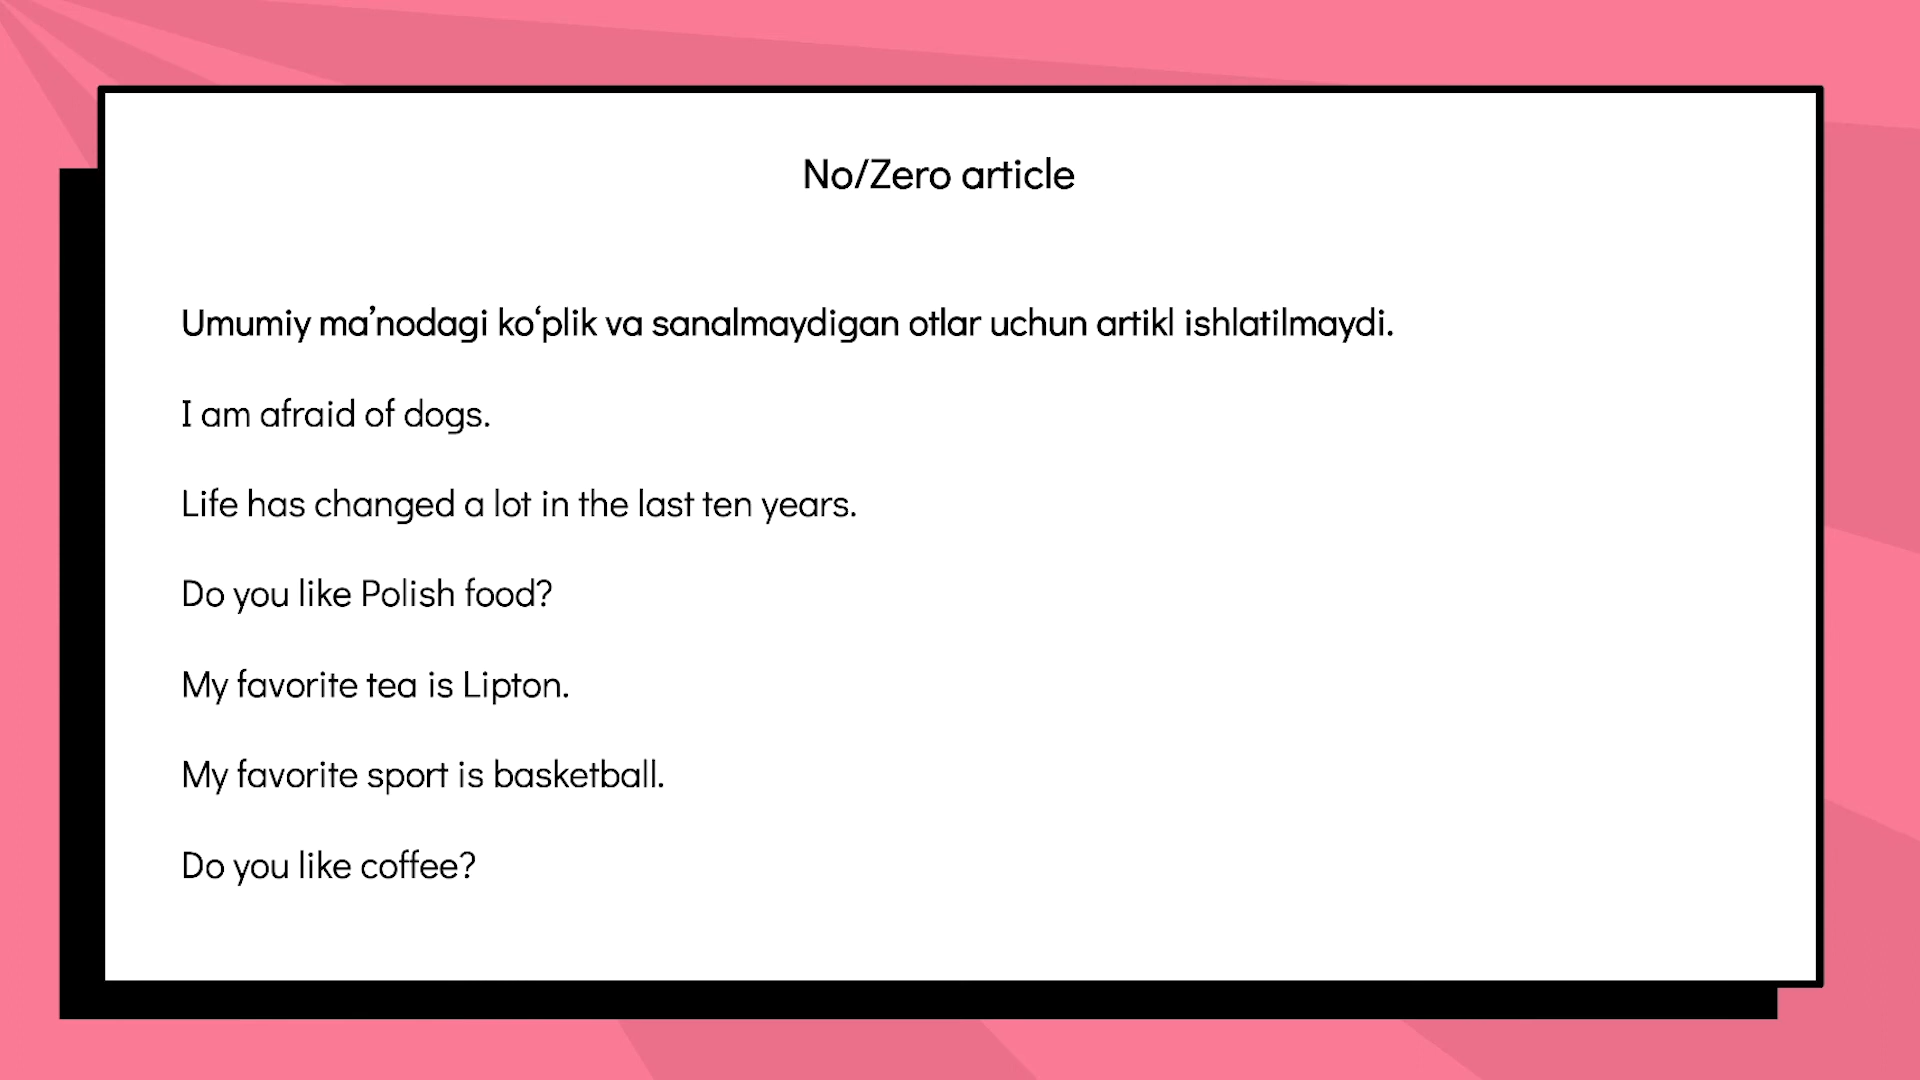 No/Zero article
Umumiy ma’nodagi ko‘plik va sanalmaydigan otlar uchun artikl ishlatilmaydi.
I am afraid of dogs.
Life has changed a lot in the last ten years.
Do you like Polish food?
My favorite tea is Lipton.
My favorite sport is basketball.
Do you like coffee?